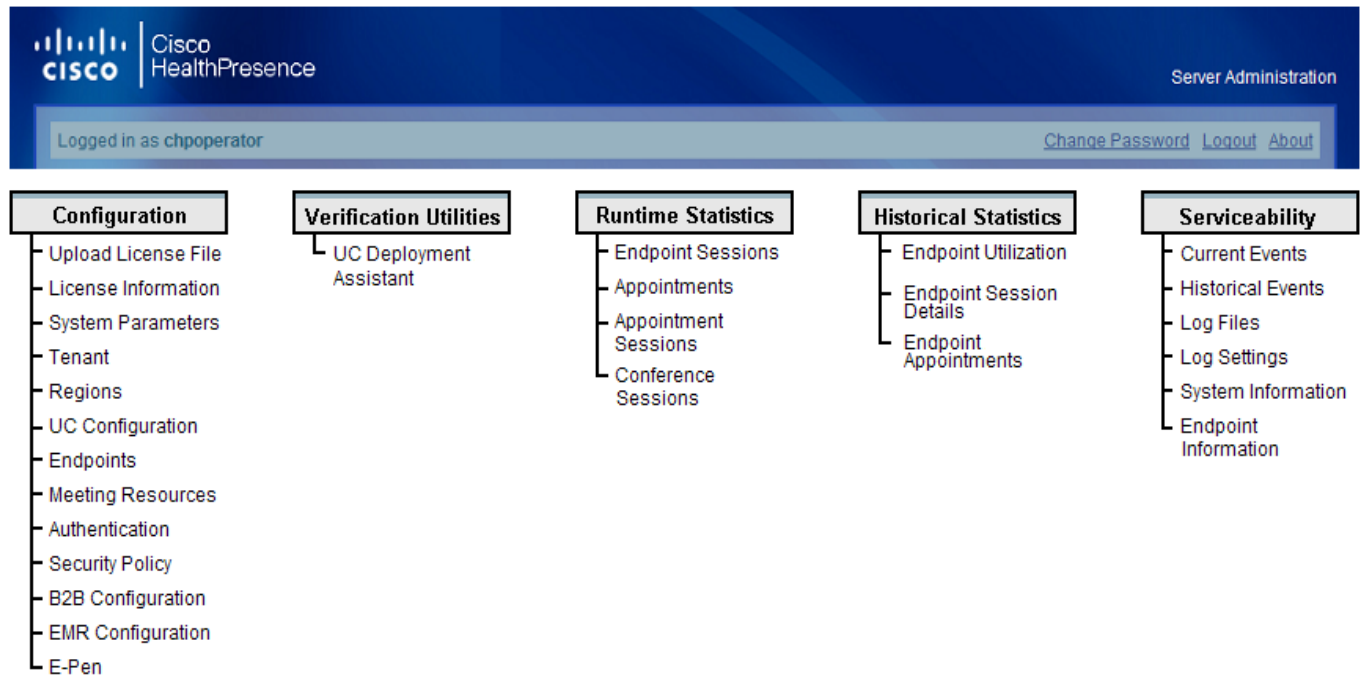 CISCO
Cisco
HealthPresence
Server Administration
Logged in as chpoperator
Change Password Logout About
Configuration
Upload License File
License Information
System Parameters
Tenant
Regions
UC Configuration
Endpoints
Meeting Resources
Authentication
Security Policy
B2B Configuration
EMR Configuration
E-Pen
Verification Utilities
UC Deployment
Assistant
Runtime Statistics
Endpoint Sessions
Appointments
Appointment
Sessions
Conference
Sessions
Historical Statistics
Endpoint Utilization
Endpoint Session
Details
Endpoint
Appointments
Serviceability
Current Events
Historical Events
Log Files
Log Settings
System Information
Endpoint
Information